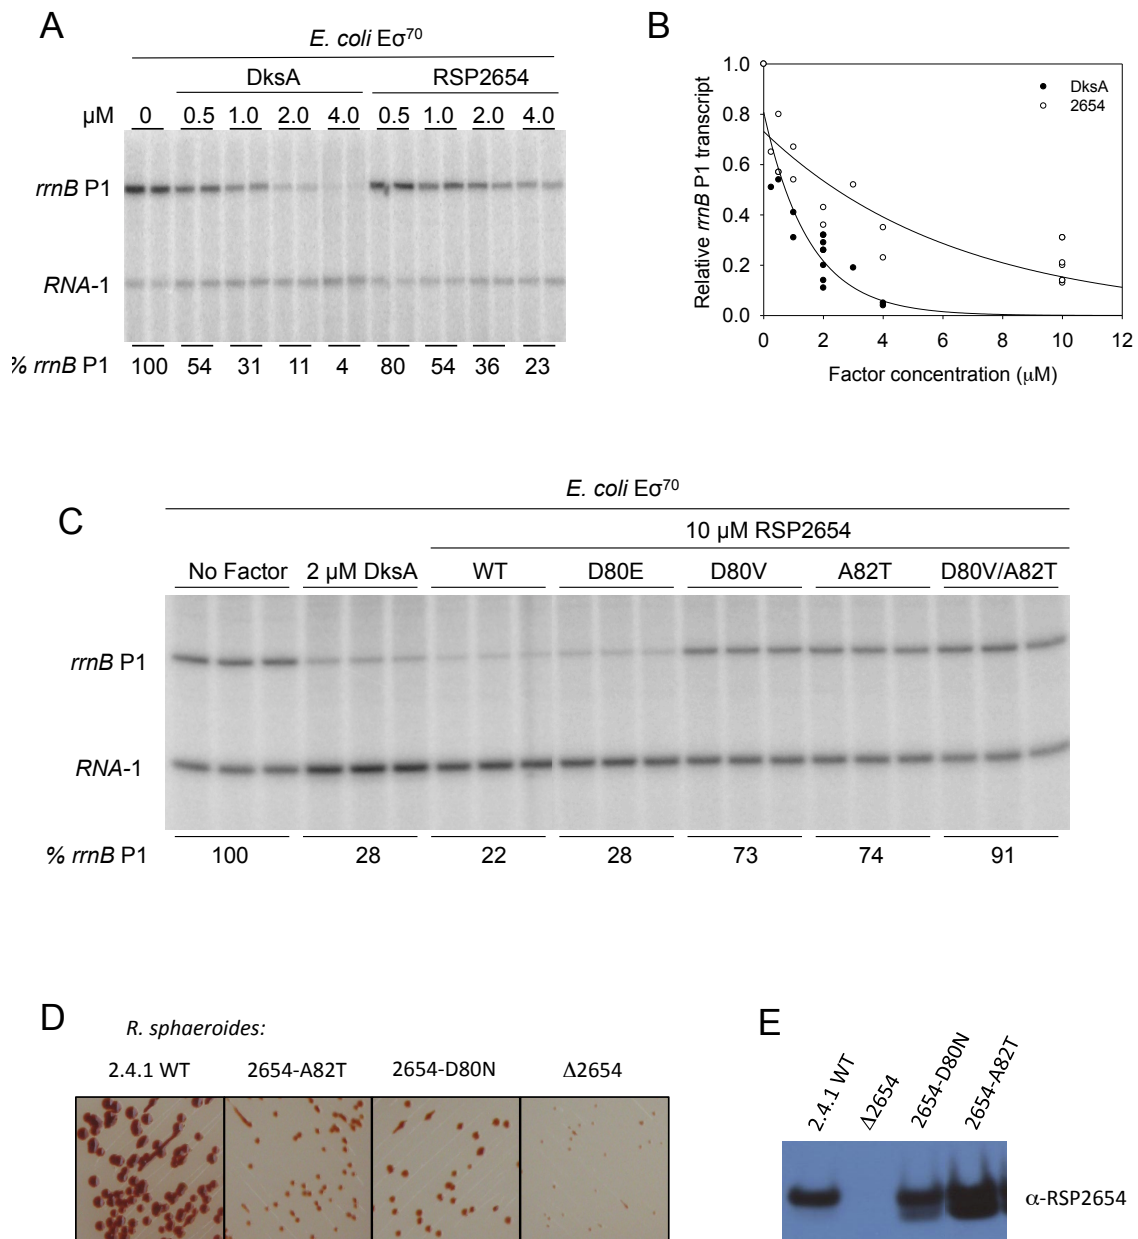 A
E. coli Eσ⁷⁰
DksA RSP2654
µM 0 0.5 1.0 2.0 4.0 0.5 1.0 2.0 4.0
rrnB P1
RNA-1
% rrnB P1 100 54 31 11 4 80 54 36 23
B
Relative rrnB P1 transcript
1.0
0.8
0.6
0.4
0.2
0.0
0 2 4 6 8 10 12
Factor concentration (µM)
DksA
2654
C
E. coli Eσ⁷⁰
10 µM RSP2654
No Factor 2 µM DksA WT D80E D80V A82T D80V/A82T
rrnB P1
RNA-1
% rrnB P1 100 28 22 28 73 74 91
D
R. sphaeroides:
2.4.1 WT 2654-A82T 2654-D80N Δ2654
E
2.4.1 WT
Δ2654
2654-D80N
2654-A82T
α-RSP2654